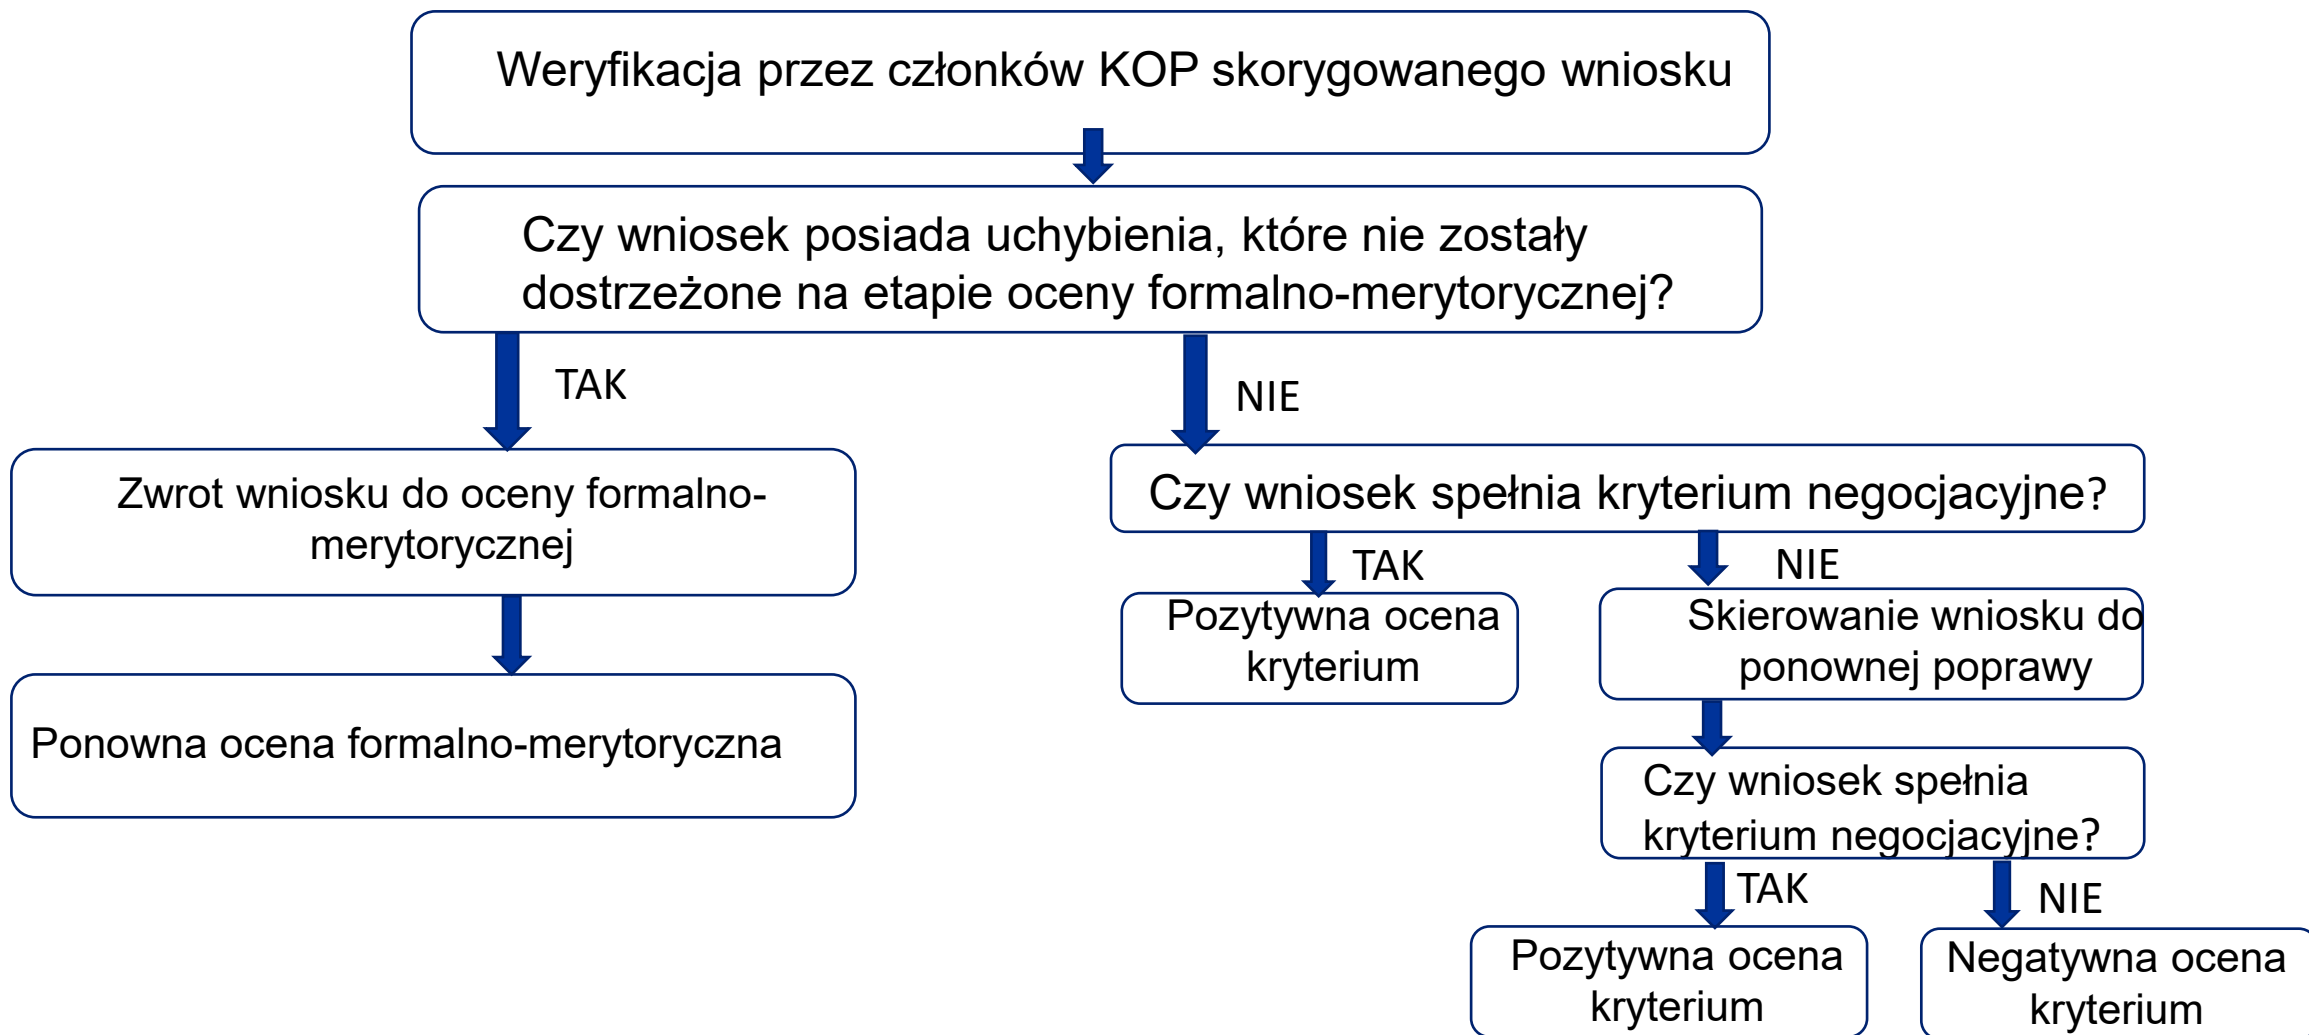 Weryfikacja przez członków KOP skorygowanego wniosku
Czy wniosek posiada uchybienia, które nie zostały
dostrzeżone na etapie oceny formalno-merytorycznej?
TAK
NIE
Zwrot wniosku do oceny formalno-
merytorycznej
Ponowna ocena formalno-merytoryczna
Czy wniosek spełnia kryterium negocjacyjne?
TAK
NIE
Pozytywna ocena
kryterium
Skierowanie wniosku do
ponownej poprawy
Czy wniosek spełnia
kryterium negocjacyjne?
TAK
NIE
Pozytywna ocena
kryterium
Negatywna ocena
kryterium